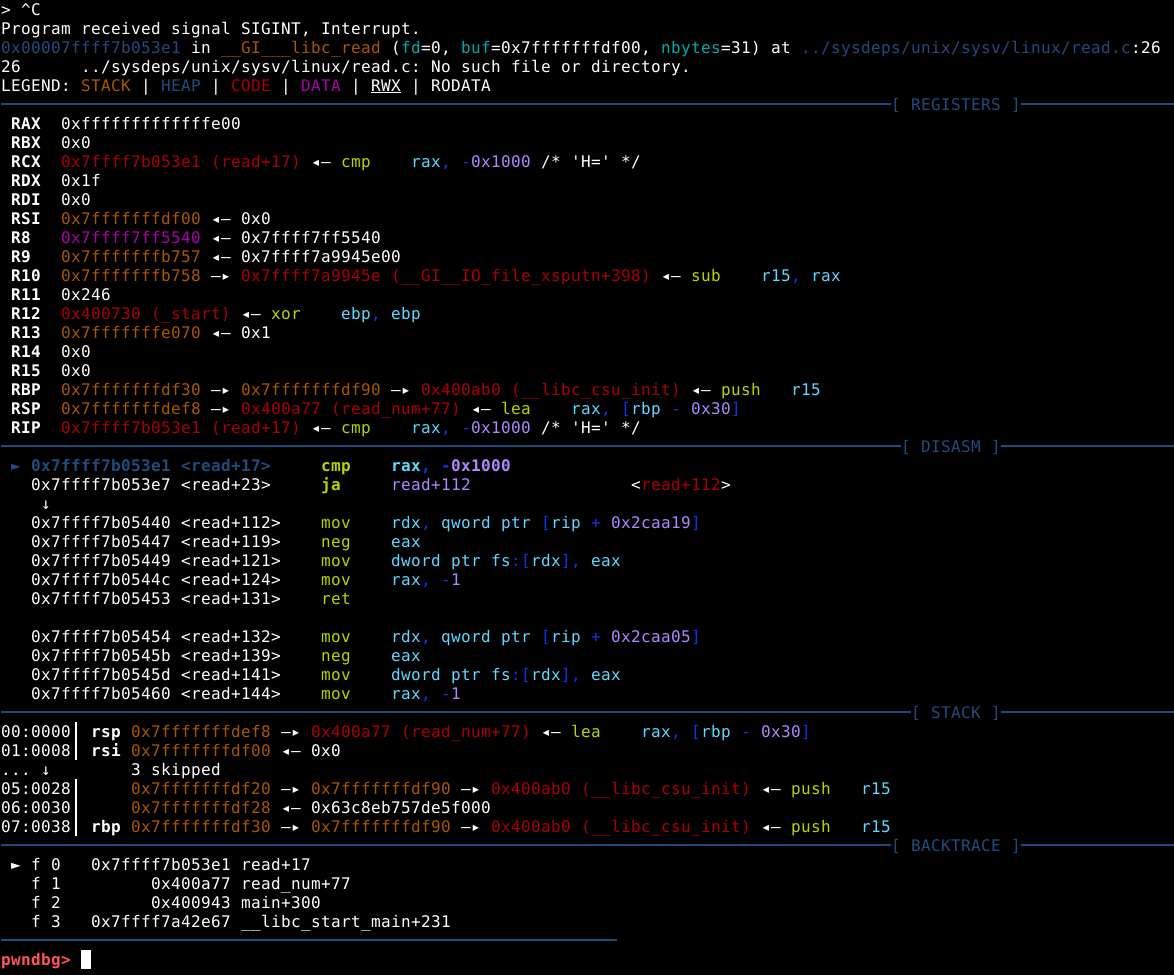 > ^C
Program received signal SIGINT, Interrupt.
0x00007ffff7b053e1 in __GI___libc_read (fd=0, buf=0x7fffffffdf00, nbytes=31) at ../sysdeps/unix/sysv/linux/read.c:26
26      ../sysdeps/unix/sysv/linux/read.c: No such file or directory.
LEGEND: STACK | HEAP | CODE | DATA | RWX | RODATA
[ REGISTERS ]
RAX  0xfffffffffffffe00
RBX  0x0
RCX  0x7ffff7b053e1 (read+17) ◂— cmp    rax, -0x1000 /* 'H=' */
RDX  0x1f
RDI  0x0
RSI  0x7fffffffdf00 ◂— 0x0
R8   0x7ffff7ff5540 ◂— 0x7ffff7ff5540
R9   0x7fffffffb757 ◂— 0x7ffff7a9945e00
R10  0x7fffffffb758 —▸ 0x7ffff7a9945e (__GI__IO_file_xsputn+398) ◂— sub    r15, rax
R11  0x246
R12  0x400730 (_start) ◂— xor    ebp, ebp
R13  0x7fffffffe070 ◂— 0x1
R14  0x0
R15  0x0
RBP  0x7fffffffdf30 —▸ 0x7fffffffdf90 —▸ 0x400ab0 (__libc_csu_init) ◂— push   r15
RSP  0x7fffffffdef8 —▸ 0x400a77 (read_num+77) ◂— lea    rax, [rbp - 0x30]
RIP  0x7ffff7b053e1 (read+17) ◂— cmp    rax, -0x1000 /* 'H=' */
[ DISASM ]
► 0x7ffff7b053e1 <read+17>     cmp    rax, -0x1000
0x7ffff7b053e7 <read+23>     ja     read+112                <read+112>
↓
0x7ffff7b05440 <read+112>    mov    rdx, qword ptr [rip + 0x2caa19]
0x7ffff7b05447 <read+119>    neg    eax
0x7ffff7b05449 <read+121>    mov    dword ptr fs:[rdx], eax
0x7ffff7b0544c <read+124>    mov    rax, -1
0x7ffff7b05453 <read+131>    ret
0x7ffff7b05454 <read+132>    mov    rdx, qword ptr [rip + 0x2caa05]
0x7ffff7b0545b <read+139>    neg    eax
0x7ffff7b0545d <read+141>    mov    dword ptr fs:[rdx], eax
0x7ffff7b05460 <read+144>    mov    rax, -1
[ STACK ]
00:0000│ rsp 0x7fffffffdef8 —▸ 0x400a77 (read_num+77) ◂— lea    rax, [rbp - 0x30]
01:0008│ rsi 0x7fffffffdf00 ◂— 0x0
... ↓        3 skipped
05:0028│     0x7fffffffdf20 —▸ 0x7fffffffdf90 —▸ 0x400ab0 (__libc_csu_init) ◂— push   r15
06:0030│     0x7fffffffdf28 ◂— 0x63c8eb757de5f000
07:0038│ rbp 0x7fffffffdf30 —▸ 0x7fffffffdf90 —▸ 0x400ab0 (__libc_csu_init) ◂— push   r15
[ BACKTRACE ]
► f 0   0x7ffff7b053e1 read+17
f 1         0x400a77 read_num+77
f 2         0x400943 main+300
f 3   0x7ffff7a42e67 __libc_start_main+231
pwndbg>